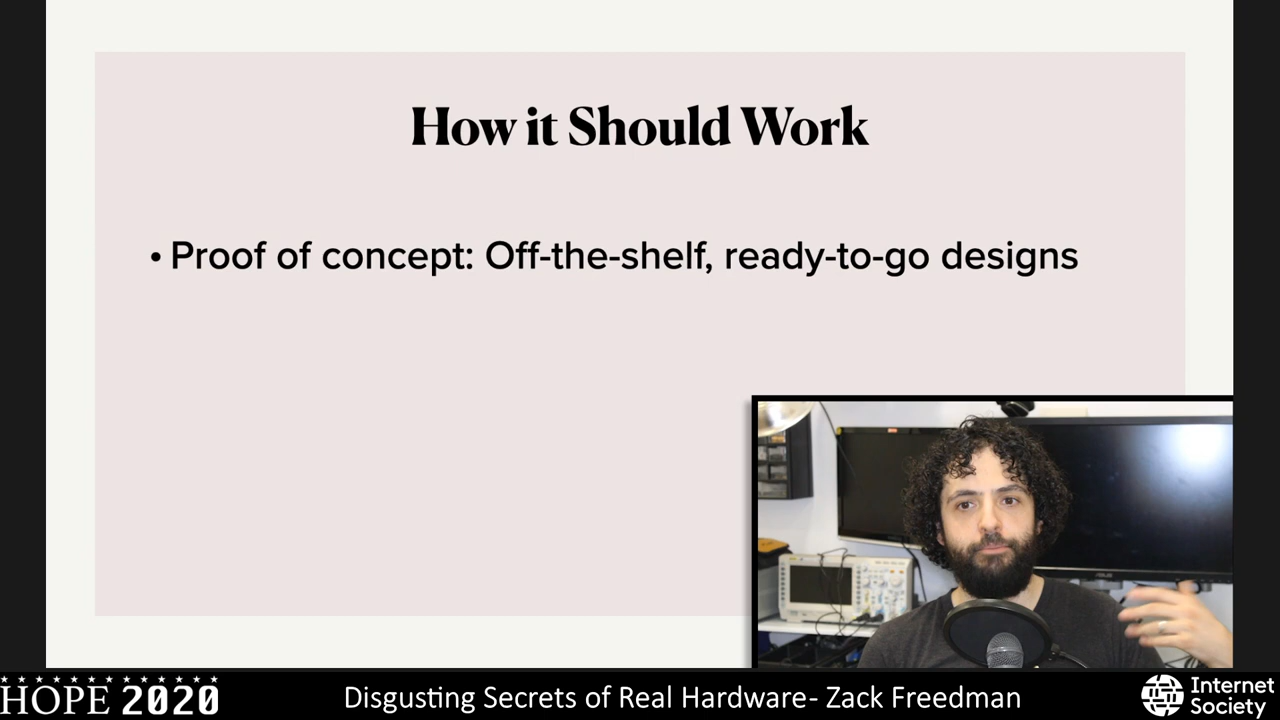 How it Should Work
• Proof of concept: Off-the-shelf, ready-to-go designs
HOPE 2020
Disgusting Secrets of Real Hardware- Zack Freedman
Internet
Society